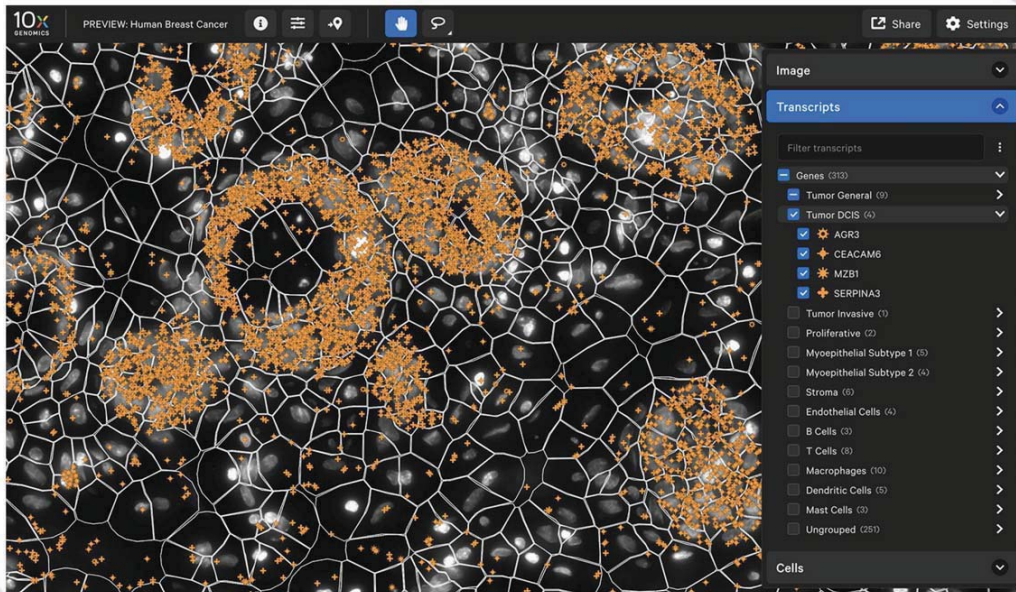 10x
GENOMICS
PREVIEW: Human Breast Cancer
Share
Settings
Image
Transcripts
Filter transcripts
Genes (313)
Tumor General (9)
Tumor DCIS (4)
AGR3
CEACAM6
MZB1
SERPINA3
Tumor Invasive (1)
Proliferative (2)
Myoepithelial Subtype 1 (5)
Myoepithelial Subtype 2 (4)
Stroma (6)
Endothelial Cells (4)
B Cells (3)
T Cells (8)
Macrophages (10)
Dendritic Cells (5)
Mast Cells (3)
Ungrouped (251)
Cells